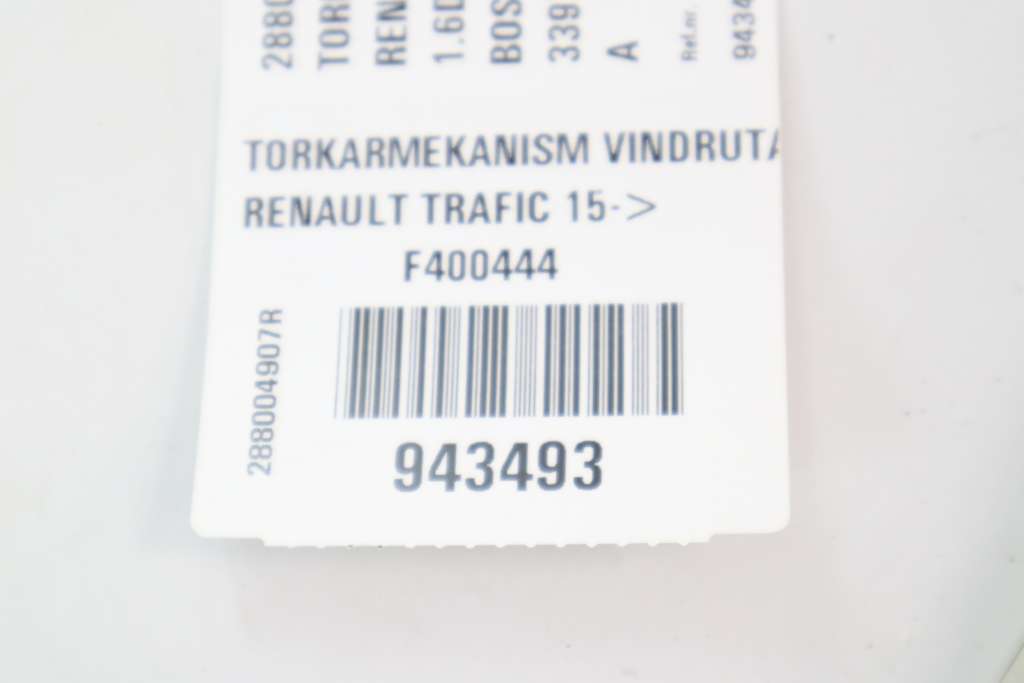 2880
TOR
REN
1.6D
BOS
339
A
Ref.nr.
9434
TORKARMEKANISM VINDRUTA
RENAULT TRAFIC 15->
F400444
288004907R
943493